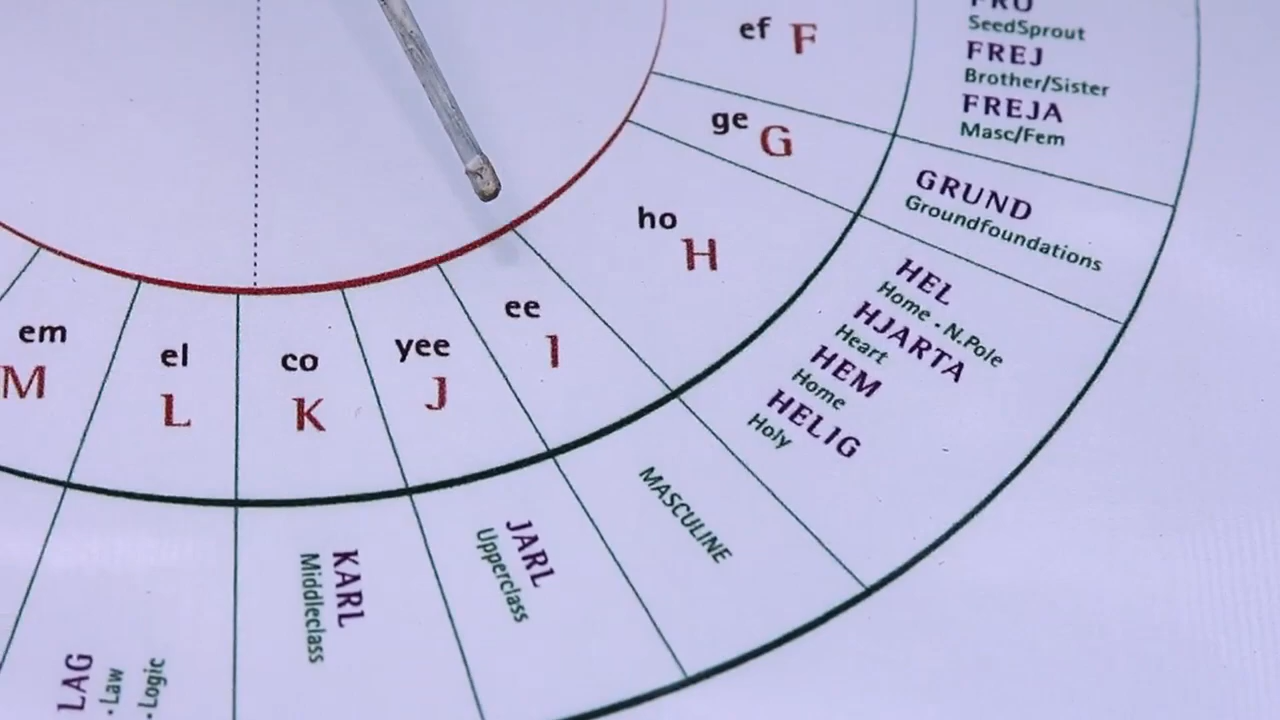 ef F
ge G
ho H
ee I
yee J
co K
el L
em M
SeedSprout
FREJ
Brother/Sister
FREJA
Masc/Fem
GRUND
Groundfoundations
HEL
Home - N.Pole
HJARTA
Heart
HEM
Home
HELIG
Holy
MASCULINE
JARL
Upperclass
KARL
Middleclass
LAG
• Law
• Logic